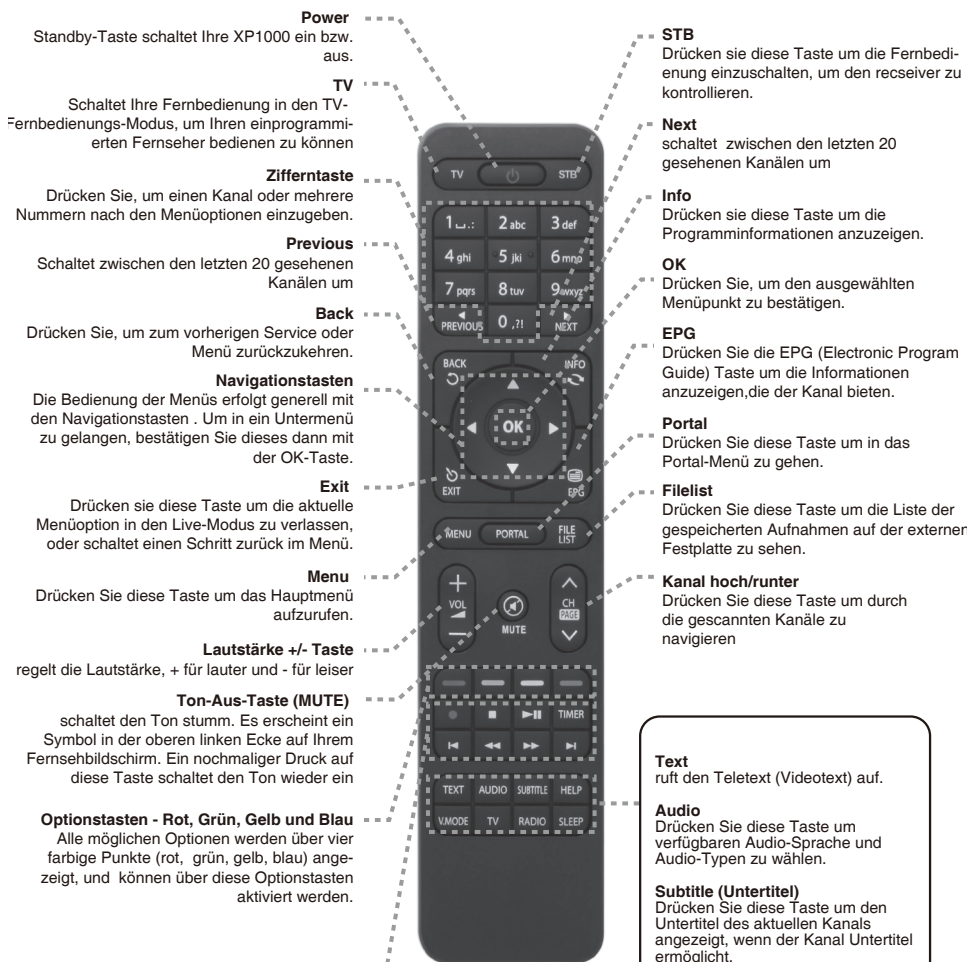 Power
Standby-Taste schaltet Ihre XP1000 ein bzw.
aus.
TV
Schaltet Ihre Fernbedienung in den TV-
Fernbedienungs-Modus, um Ihren einprogrammi-
erten Fernseher bedienen zu können
Zifferntaste
Drücken Sie, um einen Kanal oder mehrere
Nummern nach den Menüoptionen einzugeben.
Previous
Schaltet zwischen den letzten 20 gesehenen
Kanälen um
Back
Drücken Sie, um zum vorherigen Service oder
Menü zurückzukehren.
Navigationstasten
Die Bedienung der Menüs erfolgt generell mit
den Navigationstasten . Um in ein Untermenü
zu gelangen, bestätigen Sie dieses dann mit
der OK-Taste.
Exit
Drücken sie diese Taste um die aktuelle
Menüoption in den Live-Modus zu verlassen,
oder schaltet einen Schritt zurück im Menü.
Menu
Drücken Sie diese Taste um das Hauptmenü
aufzurufen.
Lautstärke +/- Taste
regelt die Lautstärke, + für lauter und - für leiser
Ton-Aus-Taste (MUTE)
schaltet den Ton stumm. Es erscheint ein
Symbol in der oberen linken Ecke auf Ihrem
Fernsehbildschirm. Ein nochmaliger Druck auf
diese Taste schaltet den Ton wieder ein
Optionstasten - Rot, Grün, Gelb und Blau
Alle möglichen Optionen werden über vier
farbige Punkte (rot, grün, gelb, blau) ange-
zeigt, und können über diese Optionstasten
aktiviert werden.
TV STB
1 .: 2 abc 3 def
4 ghi 5 jkl 6 mno
7 pqrs 8 tuv 9 wxyz
PREVIOUS 0 ,?! NEXT
BACK INFO
OK
EXIT EPG
MENU PORTAL FILE
LIST
+
VOL CH
PAGE
−
MUTE
TIMER
TEXT AUDIO SUBTITLE HELP
V.MODE TV RADIO SLEEP
STB
Drücken sie diese Taste um die Fernbedi-
enung einzuschalten, um den recseiver zu
kontrollieren.
Next
schaltet zwischen den letzten 20
gesehenen Kanälen um
Info
Drücken sie diese Taste um die
Programminformationen anzuzeigen.
OK
Drücken Sie, um den ausgewählten
Menüpunkt zu bestätigen.
EPG
Drücken Sie die EPG (Electronic Program
Guide) Taste um die Informationen
anzuzeigen,die der Kanal bieten.
Portal
Drücken Sie diese Taste um in das
Portal-Menü zu gehen.
Filelist
Drücken Sie diese Taste um die Liste der
gespeicherten Aufnahmen auf der externen
Festplatte zu sehen.
Kanal hoch/runter
Drücken Sie diese Taste um durch
die gescannten Kanäle zu
navigieren
Text
ruft den Teletext (Videotext) auf.
Audio
Drücken Sie diese Taste um
verfügbaren Audio-Sprache und
Audio-Typen zu wählen.
Subtitle (Untertitel)
Drücken Sie diese Taste um den
Untertitel des aktuellen Kanals
angezeigt, wenn der Kanal Untertitel
ermöglicht.